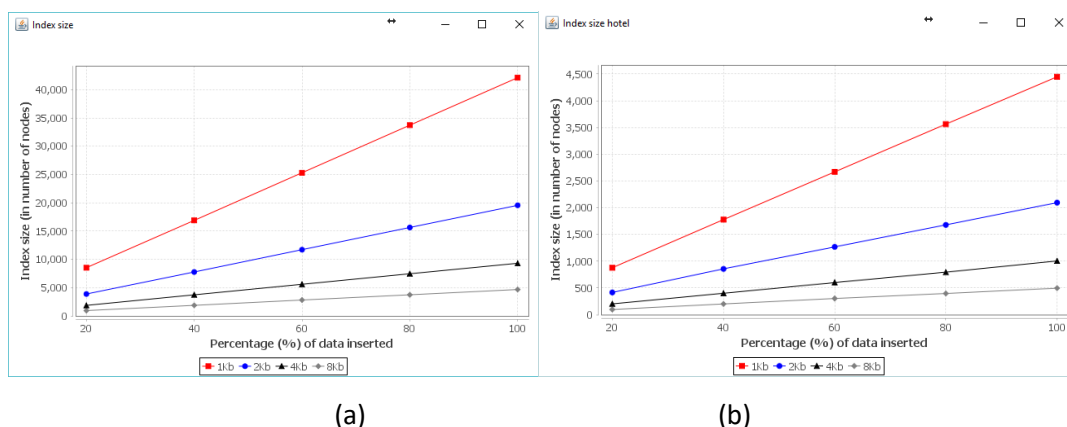 Index size
Index size (in number of nodes)
40,000
35,000
30,000
25,000
20,000
15,000
10,000
5,000
0
20 40 60 80 100
Percentage (%) of data inserted
1Kb 2Kb 4Kb 8Kb
(a)
Index size hotel
Index size (in number of nodes)
4,500
4,000
3,500
3,000
2,500
2,000
1,500
1,000
500
0
20 40 60 80 100
Percentage (%) of data inserted
1Kb 2Kb 4Kb 8Kb
(b)